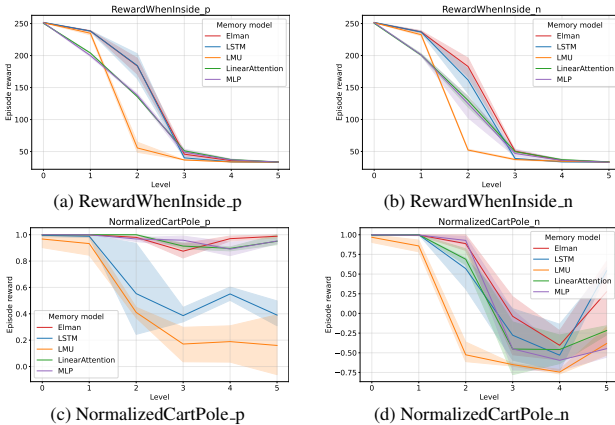 RewardWhenInside_p
250
200
150
100
50
Episode reward
Memory model
Elman
LSTM
LMU
LinearAttention
MLP
0 1 2 3 4 5
Level
(a) RewardWhenInside_p
RewardWhenInside_n
250
200
150
100
50
Episode reward
Memory model
Elman
LSTM
LMU
LinearAttention
MLP
0 1 2 3 4 5
Level
(b) RewardWhenInside_n
NormalizedCartPole_p
1.0
0.8
0.6
0.4
0.2
0.0
Episode reward
Memory model
Elman
LSTM
LMU
LinearAttention
MLP
0 1 2 3 4 5
Level
(c) NormalizedCartPole_p
NormalizedCartPole_n
1.00
0.75
0.50
0.25
0.00
−0.25
−0.50
−0.75
Episode reward
Memory model
Elman
LSTM
LMU
LinearAttention
MLP
0 1 2 3 4 5
Level
(d) NormalizedCartPole_n